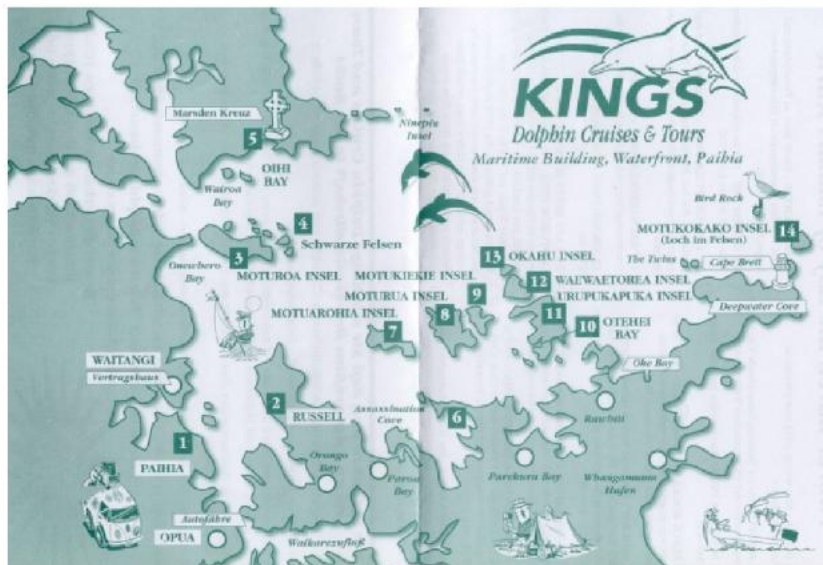 KINGS
Dolphin Cruises & Tours
Maritime Building, Waterfront, Paihia
Marsden Kreuz
5
OIHI
BAY
Wairoa
Bay
Ninepin
Insel
Bird Rock
MOTUKOKAKO INSEL
14
(Loch im Felsen)
The Twins
Cape Brett
Deepwater Cove
4
Schwarze Felsen
3
Onewhero
Bay
MOTUROA INSEL
MOTUKIEKIE INSEL
13
OKAHU INSEL
12
WAEWAETOREA INSEL
MOTURUA INSEL
9
URUPUKAPUKA INSEL
MOTUAROHIA INSEL
7
8
11
10
OTEHEI
BAY
Oke Bay
WAITANGI
Vertragshaus
2
RUSSELL
Assassination
Cove
6
Rawhiti
1
PAIHIA
Orongo
Bay
Paroa
Bay
Parekura Bay
Whangamumu
Hafen
Autofähre
OPUA
Waikarezufluß